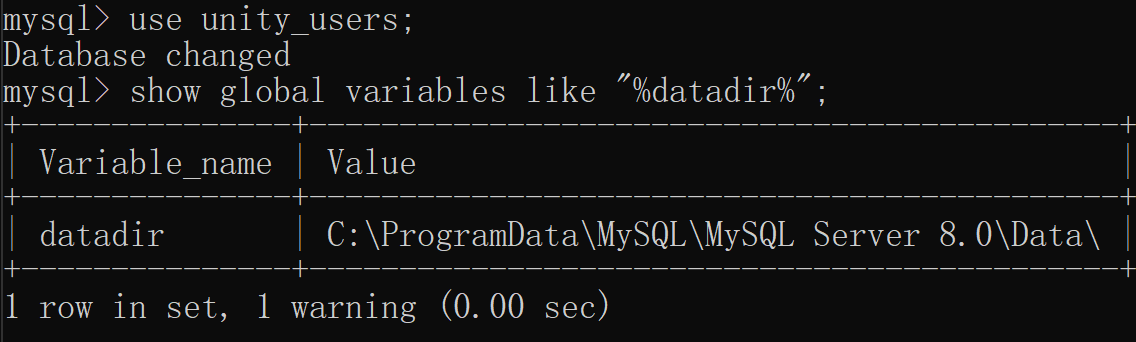 mysql> use unity_users;
Database changed
mysql> show global variables like "%datadir%";
+---------------+---------------------------------------------+
| Variable_name | Value                                       |
+---------------+---------------------------------------------+
| datadir       | C:\ProgramData\MySQL\MySQL Server 8.0\Data\ |
+---------------+---------------------------------------------+
1 row in set, 1 warning (0.00 sec)